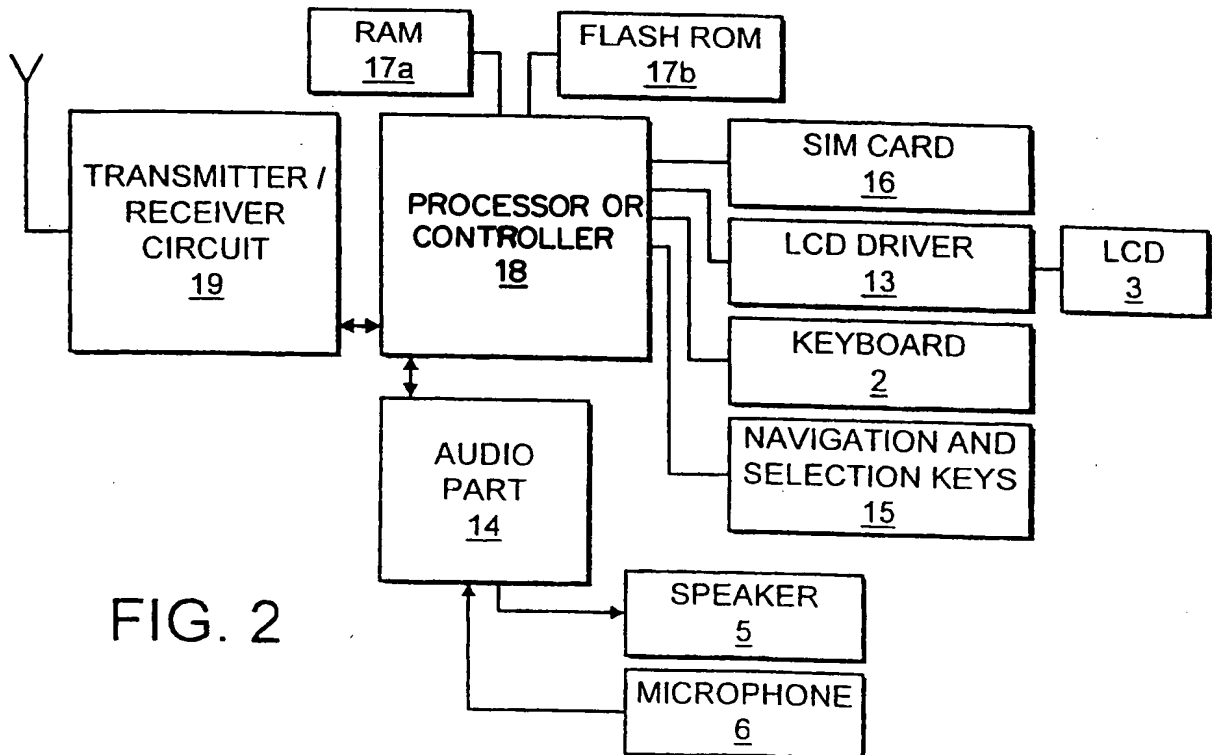 RAM
17a
FLASH ROM
17b
TRANSMITTER /
RECEIVER
CIRCUIT
19
PROCESSOR OR
CONTROLLER
18
SIM CARD
16
LCD DRIVER
13
LCD
3
KEYBOARD
2
NAVIGATION AND
SELECTION KEYS
15
AUDIO
PART
14
SPEAKER
5
MICROPHONE
6
FIG. 2